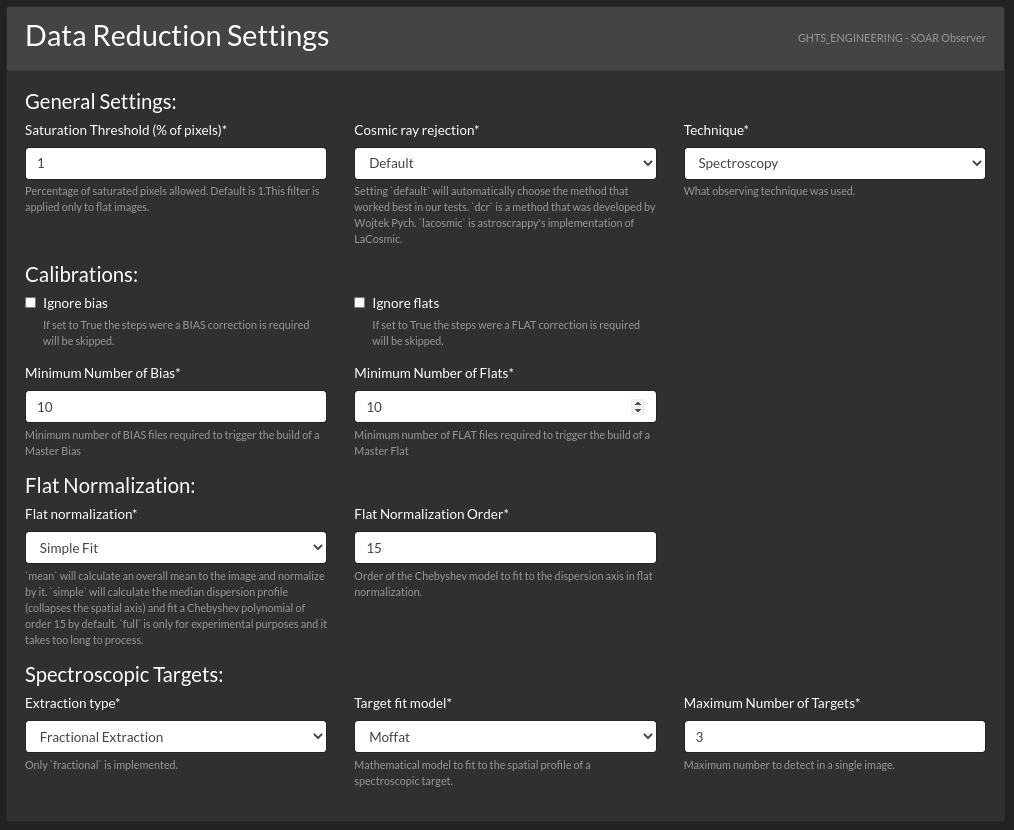 Data Reduction Settings
GHTS_ENGINEERING - SOAR Observer
General Settings:
Saturation Threshold (% of pixels)*
1
Percentage of saturated pixels allowed. Default is 1.This filter is
applied only to flat images.
Cosmic ray rejection*
Default
Setting `default` will automatically choose the method that
worked best in our tests. `dcr` is a method that was developed by
Wojtek Pych. `lacosmic` is astroscrappy's implementation of
LaCosmic.
Technique*
Spectroscopy
What observing technique was used.
Calibrations:
Ignore bias
If set to True the steps were a BIAS correction is required
will be skipped.
Ignore flats
If set to True the steps were a FLAT correction is required
will be skipped.
Minimum Number of Bias*
10
Minimum number of BIAS files required to trigger the build of a
Master Bias
Minimum Number of Flats*
10
Minimum number of FLAT files required to trigger the build of a
Master Flat
Flat Normalization:
Flat normalization*
Simple Fit
`mean` will calculate an overall mean to the image and normalize
by it. `simple` will calculate the median dispersion profile
(collapses the spatial axis) and fit a Chebyshev polynomial of
order 15 by default. `full` is only for experimental purposes and it
takes too long to process.
Flat Normalization Order*
15
Order of the Chebyshev model to fit to the dispersion axis in flat
normalization.
Spectroscopic Targets:
Extraction type*
Fractional Extraction
Only `fractional` is implemented.
Target fit model*
Moffat
Mathematical model to fit to the spatial profile of a
spectroscopic target.
Maximum Number of Targets*
3
Maximum number to detect in a single image.